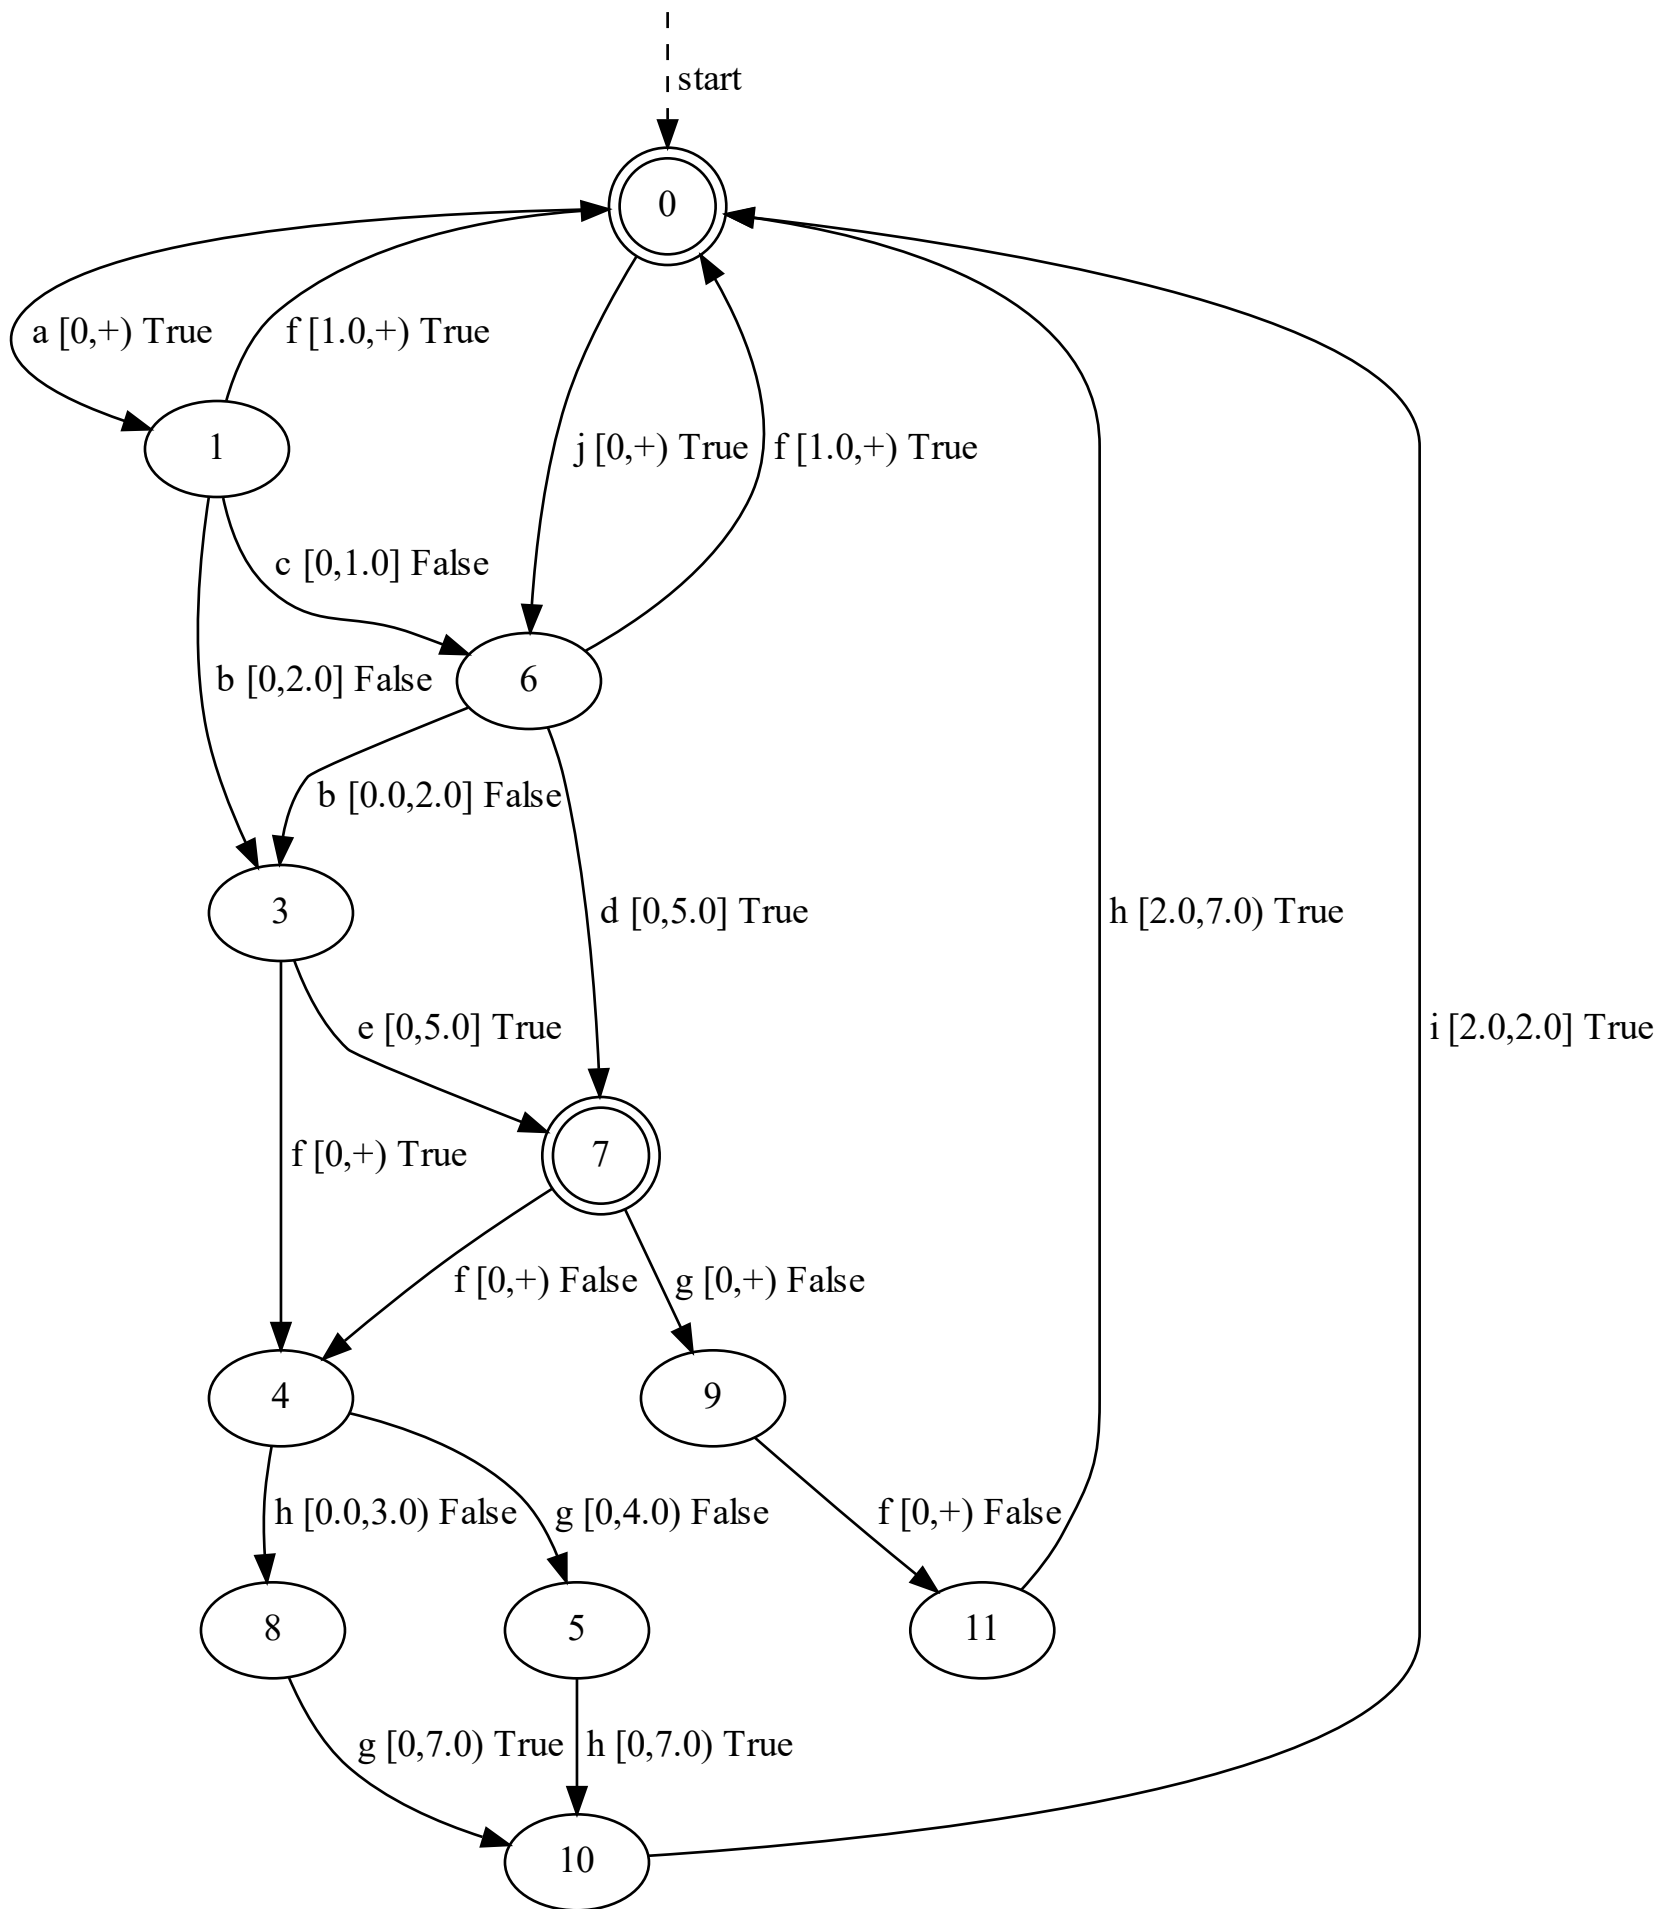 start
0
a [0,+) True
f [1.0,+) True
1
j [0,+) True
f [1.0,+) True
c [0,1.0] False
b [0,2.0] False
6
b [0.0,2.0] False
3
d [0,5.0] True
h [2.0,7.0) True
e [0,5.0] True
i [2.0,2.0] True
f [0,+) True
7
f [0,+) False
g [0,+) False
4
9
h [0.0,3.0) False
g [0,4.0) False
f [0,+) False
8
5
11
g [0,7.0) True
h [0,7.0) True
10